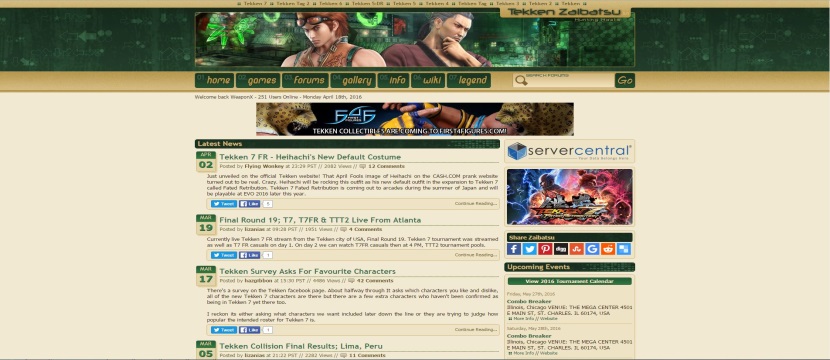 Tekken 7 Tekken Tag 2 Tekken 6 Tekken 5:DR Tekken 5 Tekken 4 Tekken Tag Tekken 3 Tekken 2 Tekken
Tekken Zaibatsu
home games forums gallery info wiki legend
SEARCH FORUMS
Go
Welcome back WeaponX - 251 Users Online - Monday April 18th, 2016
TEKKEN COLLECTIBLES ARE COMING TO FIRST4FIGURES.COM!
Latest News
APR
02
Tekken 7 FR - Heihachi's New Default Costume
Posted by Flying Wonkey @ 23:29 PST // 2082 Views // 12 Comments
Just unveiled on the official Tekken website! That April Fools image of Heihachi on the CASH.COM prank website
turned out to be real. Crazy. Heihachi will be rocking this outfit as his new default outfit in the expansion to Tekken 7
called Fated Retribution. Tekken 7 Fated Retribution is coming out to arcades during the summer of Japan and will
be playable at EVO 2016 later this year.
Tweet Like
Continue Reading...
MAR
19
Final Round 19; T7, T7FR & TTT2 Live From Atlanta
Posted by lizanias @ 09:28 PST // 1951 Views // 4 Comments
Currently live Tekken 7 FR stream from the Tekken city of USA, Final Round 19. Tekken 7 tournament was streamed
as well as T7 FR casuals on day 1. On day 2 we can watch T7FR casuals then at 4 PM, TTT2 tournament pools.
Tweet Like
Continue Reading...
MAR
17
Tekken Survey Asks For Favourite Characters
Posted by hazgibbon @ 13:30 PST // 4486 Views // 42 Comments
There's a survey on the Tekken facebook page. About halfway through it asks which characters you like and dislike,
all of the new Tekken 7 characters are there but there are a few extra characters who haven't been confirmed as
being in Tekken 7 yet there too.
I reckon its either asking what characters we want included later down the line or they are trying to judge how
popular the intended roster for Tekken 7 is.
Tweet Like
Continue Reading...
MAR
05
Tekken Collision Final Results; Lima, Peru
Posted by lizanias @ 21:22 PST // 2282 Views // 11 Comments
servercentral
Your Data Belongs Here
Share Zaibatsu
digg
Upcoming Events
View 2016 Tournament Calendar
Friday, May 27th, 2016
Combo Breaker
Illinois, Chicago VENUE: THE MEGA CENTER 4501
E MAIN ST, ST. CHARLES, IL 60174, USA
More Info // Website
Saturday, May 28th, 2016
Combo Breaker
Illinois, Chicago VENUE: THE MEGA CENTER 4501
E MAIN ST, ST. CHARLES, IL 60174, USA
More Info // Website